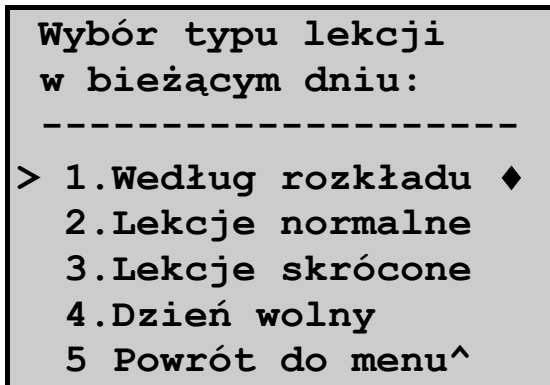 Wybór typu lekcji
w bieżącym dniu:
--------------------
> 1.Według rozkładu ♦
2.Lekcje normalne
3.Lekcje skrócone
4.Dzień wolny
5 Powrót do menu^